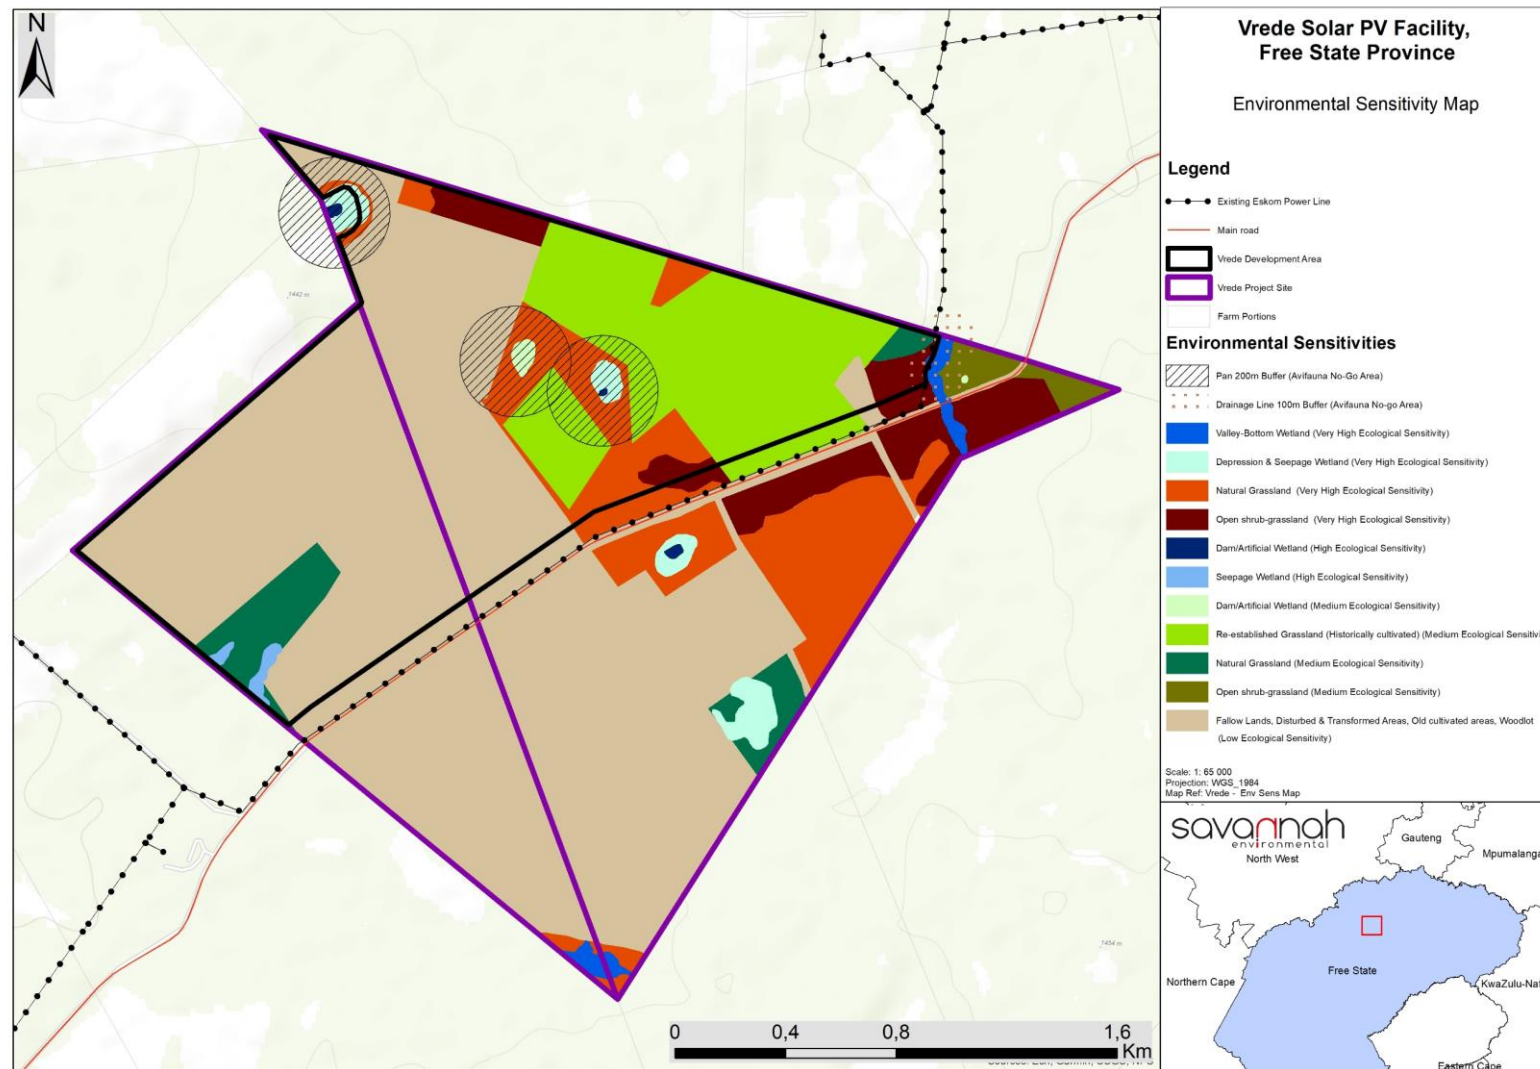 N
1442 m
1454 m
0 0,4 0,8 1,6
Km
Vrede Solar PV Facility,
Free State Province
Environmental Sensitivity Map
Legend
Existing Eskom Power Line
Main road
Vrede Development Area
Vrede Project Site
Farm Portions
Environmental Sensitivities
Pan 200m Buffer (Avifauna No-Go Area)
Drainage Line 100m Buffer (Avifauna No-go Area)
Valley-Bottom Wetland (Very High Ecological Sensitivity)
Depression & Seepage Wetland (Very High Ecological Sensitivity)
Natural Grassland (Very High Ecological Sensitivity)
Open shrub-grassland (Very High Ecological Sensitivity)
Dam/Artificial Wetland (High Ecological Sensitivity)
Seepage Wetland (High Ecological Sensitivity)
Dam/Artificial Wetland (Medium Ecological Sensitivity)
Re-established Grassland (Historically cultivated) (Medium Ecological Sensitivi
Natural Grassland (Medium Ecological Sensitivity)
Open shrub-grassland (Medium Ecological Sensitivity)
Fallow Lands, Disturbed & Transformed Areas, Old cultivated areas, Woodlot
(Low Ecological Sensitivity)
Scale: 1: 65 000
Projection: WGS_1984
Map Ref: Vrede - Env Sens Map
savannah
environmental
North West
Gauteng
Mpumalanga
Free State
Northern Cape
KwaZulu-Nat
Eastern Cape